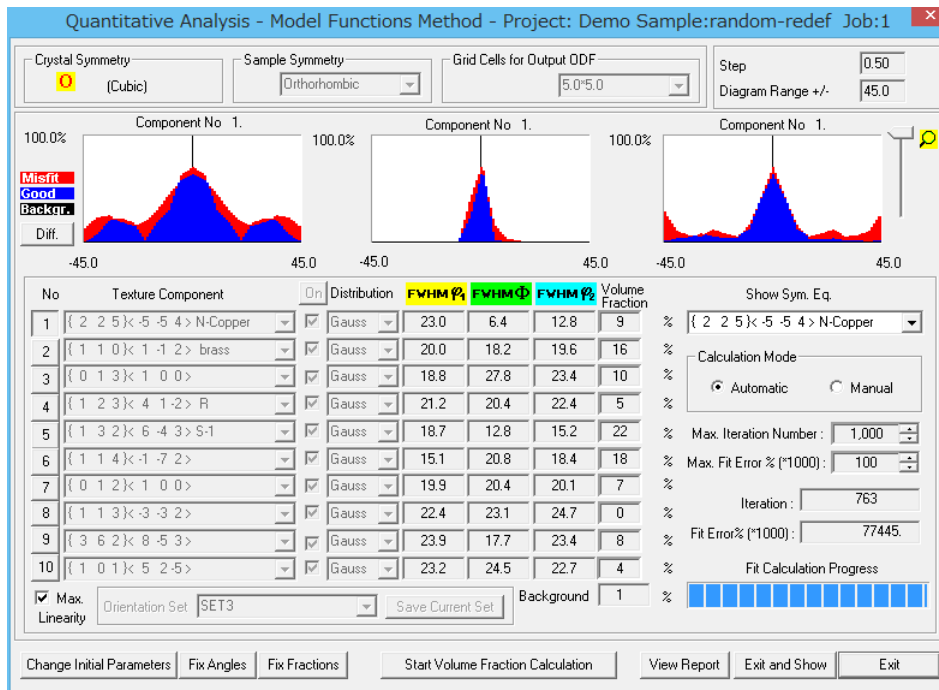 Quantitative Analysis - Model Functions Method - Project: Demo Sample:random-redef Job:1
Crystal Symmetry
O (Cubic)
Sample Symmetry
Orthorhombic
Grid Cells for Output ODF
5.0*5.0
Step 0.50
Diagram Range +/- 45.0
Component No 1. Component No 1. Component No 1.
100.0% 100.0% 100.0%
Misfit
Good
Backgr.
Diff.
-45.0 45.0 -45.0 45.0 -45.0 45.0
No Texture Component On Distribution FWHM φ1 FWHM Φ FWHM φ2 Volume Fraction
1 { 2 2 5}< -5 -5 4 > N-Copper Gauss 23.0 6.4 12.8 9 %
2 { 1 1 0}< 1 -1 2> brass Gauss 20.0 18.2 19.6 16 %
3 { 0 1 3}< 1 0 0> Gauss 18.8 27.8 23.4 10 %
4 { 1 2 3}< 4 1 -2> R Gauss 21.2 20.4 22.4 5 %
5 { 1 3 2}< 6 -4 3> S-1 Gauss 18.7 12.8 15.2 22 %
6 { 1 1 4}< -1 -7 2> Gauss 15.1 20.8 18.4 18 %
7 { 0 1 2}< 1 0 0> Gauss 19.9 20.4 20.1 7 %
8 { 1 1 3}< -3 -3 2> Gauss 22.4 23.1 24.7 0 %
9 { 3 6 2}< 8 -5 3> Gauss 23.9 17.7 23.4 8 %
10 { 1 0 1}< 5 2 -5> Gauss 23.2 24.5 22.7 4 %
Max. Linearity
Orientation Set SET3
Save Current Set
Background 1 %
Show Sym. Eq.
{ 2 2 5}< -5 -5 4 > N-Copper
Calculation Mode
Automatic Manual
Max. Iteration Number : 1,000
Max. Fit Error % (*1000) : 100
Iteration : 763
Fit Error% (*1000) : 77445.
Fit Calculation Progress
Change Initial Parameters Fix Angles Fix Fractions Start Volume Fraction Calculation View Report Exit and Show Exit